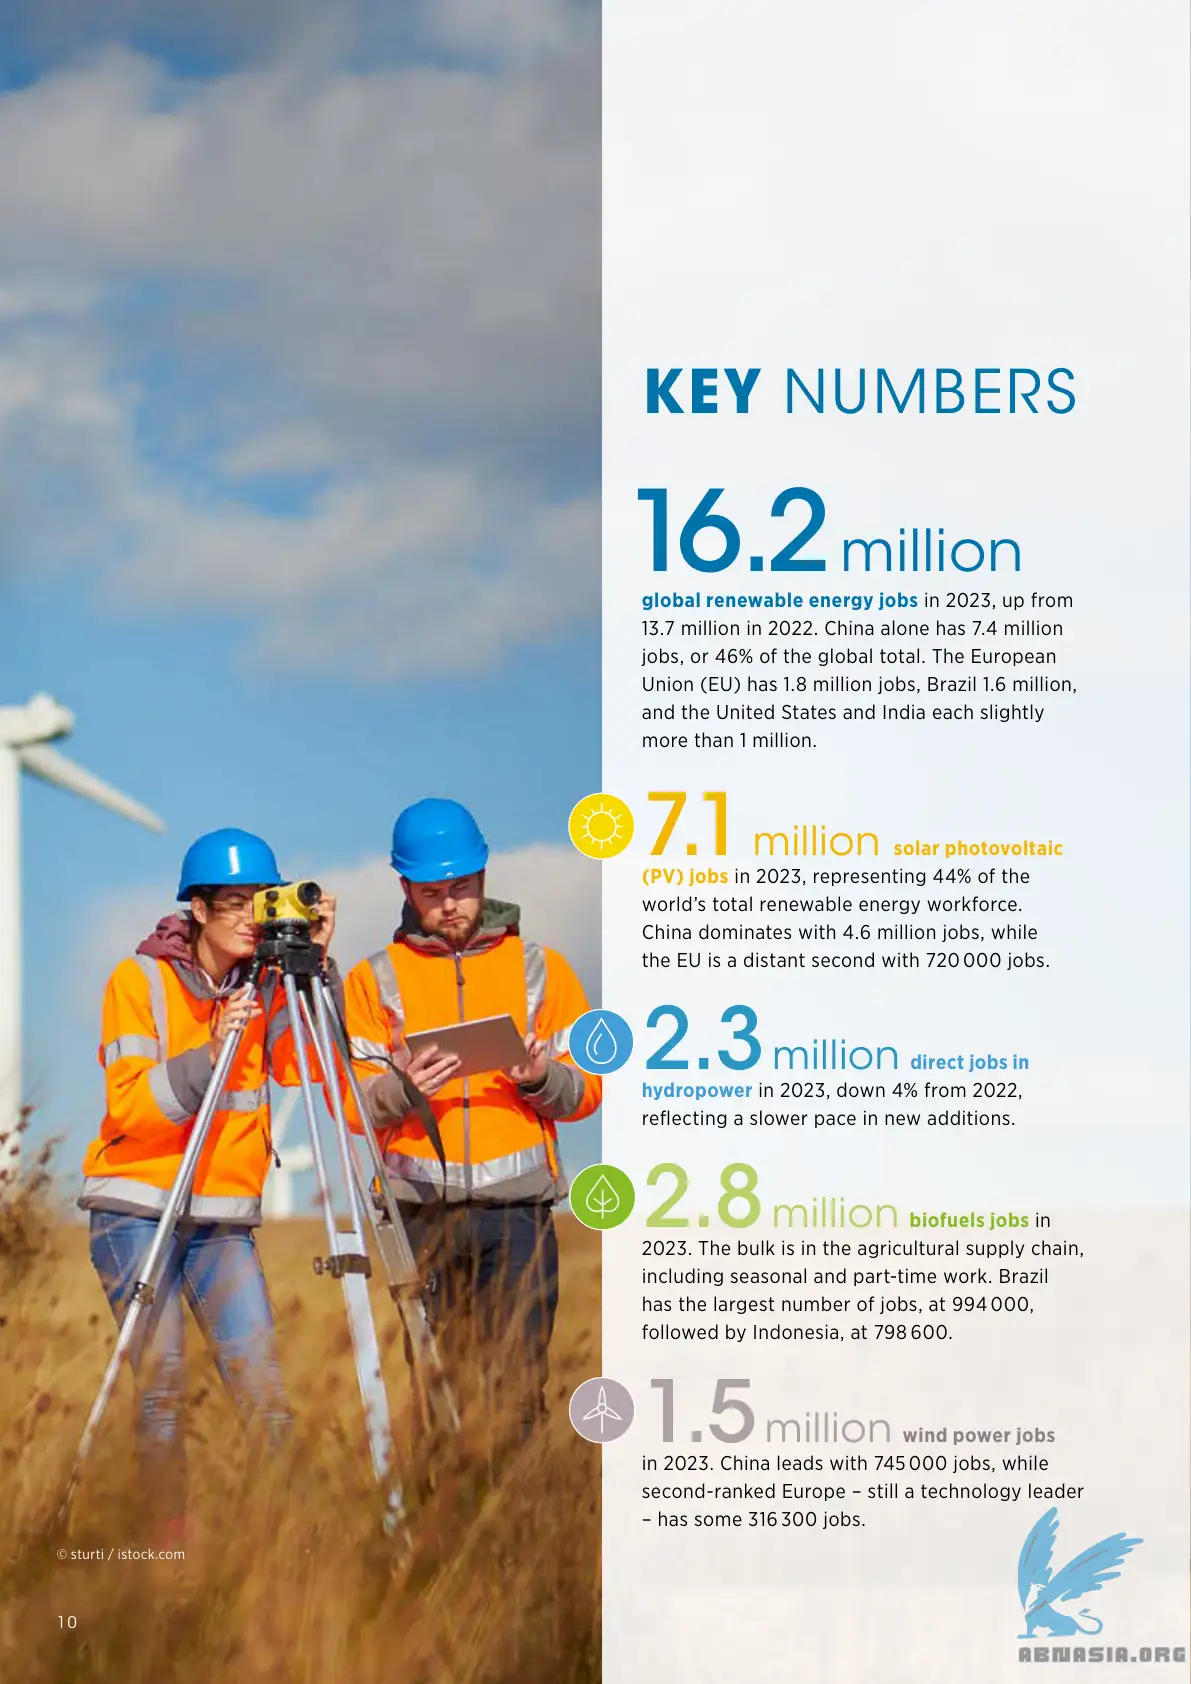 KEY NUMBERS
16.2 million
global renewable energy jobs in 2023, up from
13.7 million in 2022. China alone has 7.4 million
jobs, or 46% of the global total. The European
Union (EU) has 1.8 million jobs, Brazil 1.6 million,
and the United States and India each slightly
more than 1 million.
7.1 million solar photovoltaic
(PV) jobs in 2023, representing 44% of the
world’s total renewable energy workforce.
China dominates with 4.6 million jobs, while
the EU is a distant second with 720 000 jobs.
2.3 million direct jobs in
hydropower in 2023, down 4% from 2022,
reflecting a slower pace in new additions.
2.8 million biofuels jobs in
2023. The bulk is in the agricultural supply chain,
including seasonal and part-time work. Brazil
has the largest number of jobs, at 994 000,
followed by Indonesia, at 798 600.
1.5 million wind power jobs
in 2023. China leads with 745 000 jobs, while
second-ranked Europe – still a technology leader
– has some 316 300 jobs.
© sturti / istock.com
10
ABNASIA.ORG